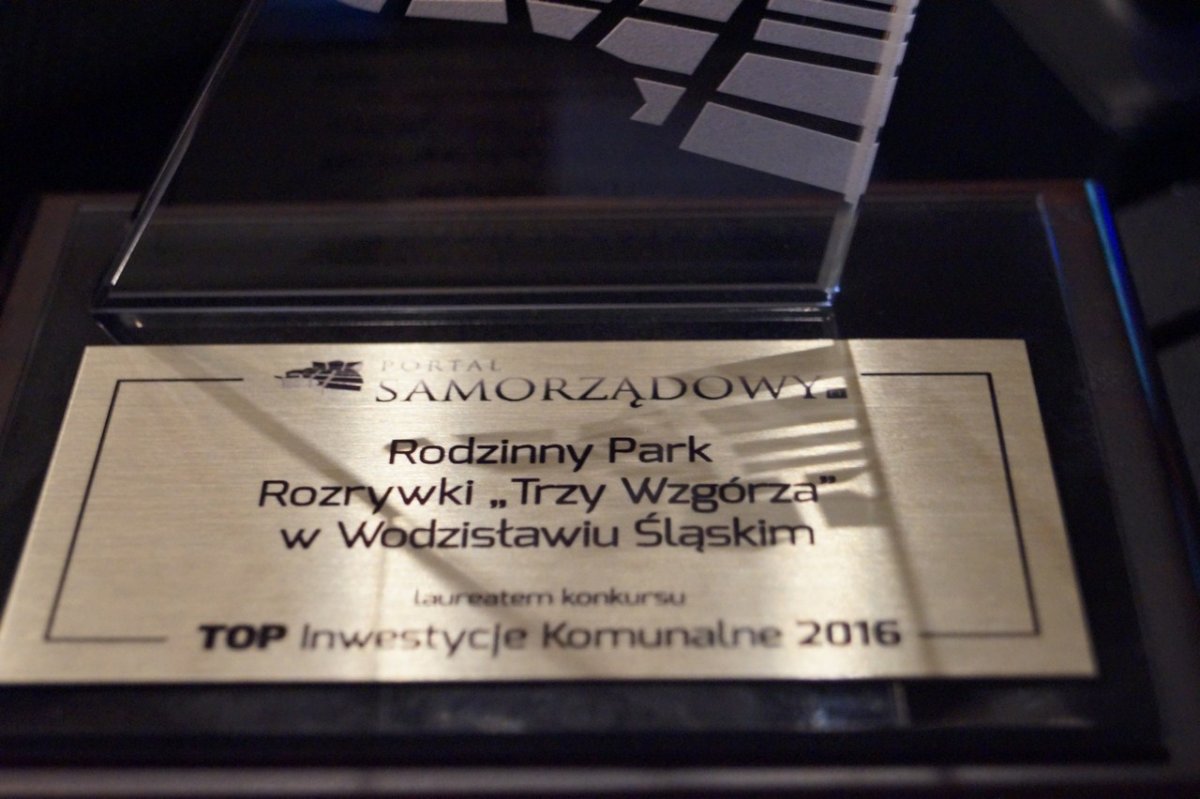 PORTAL
SAMORZĄDOWY
Rodzinny Park
Rozrywki „Trzy Wzgórza”
w Wodzisławiu Śląskim
laureatem konkursu
TOP Inwestycje Komunalne 2016